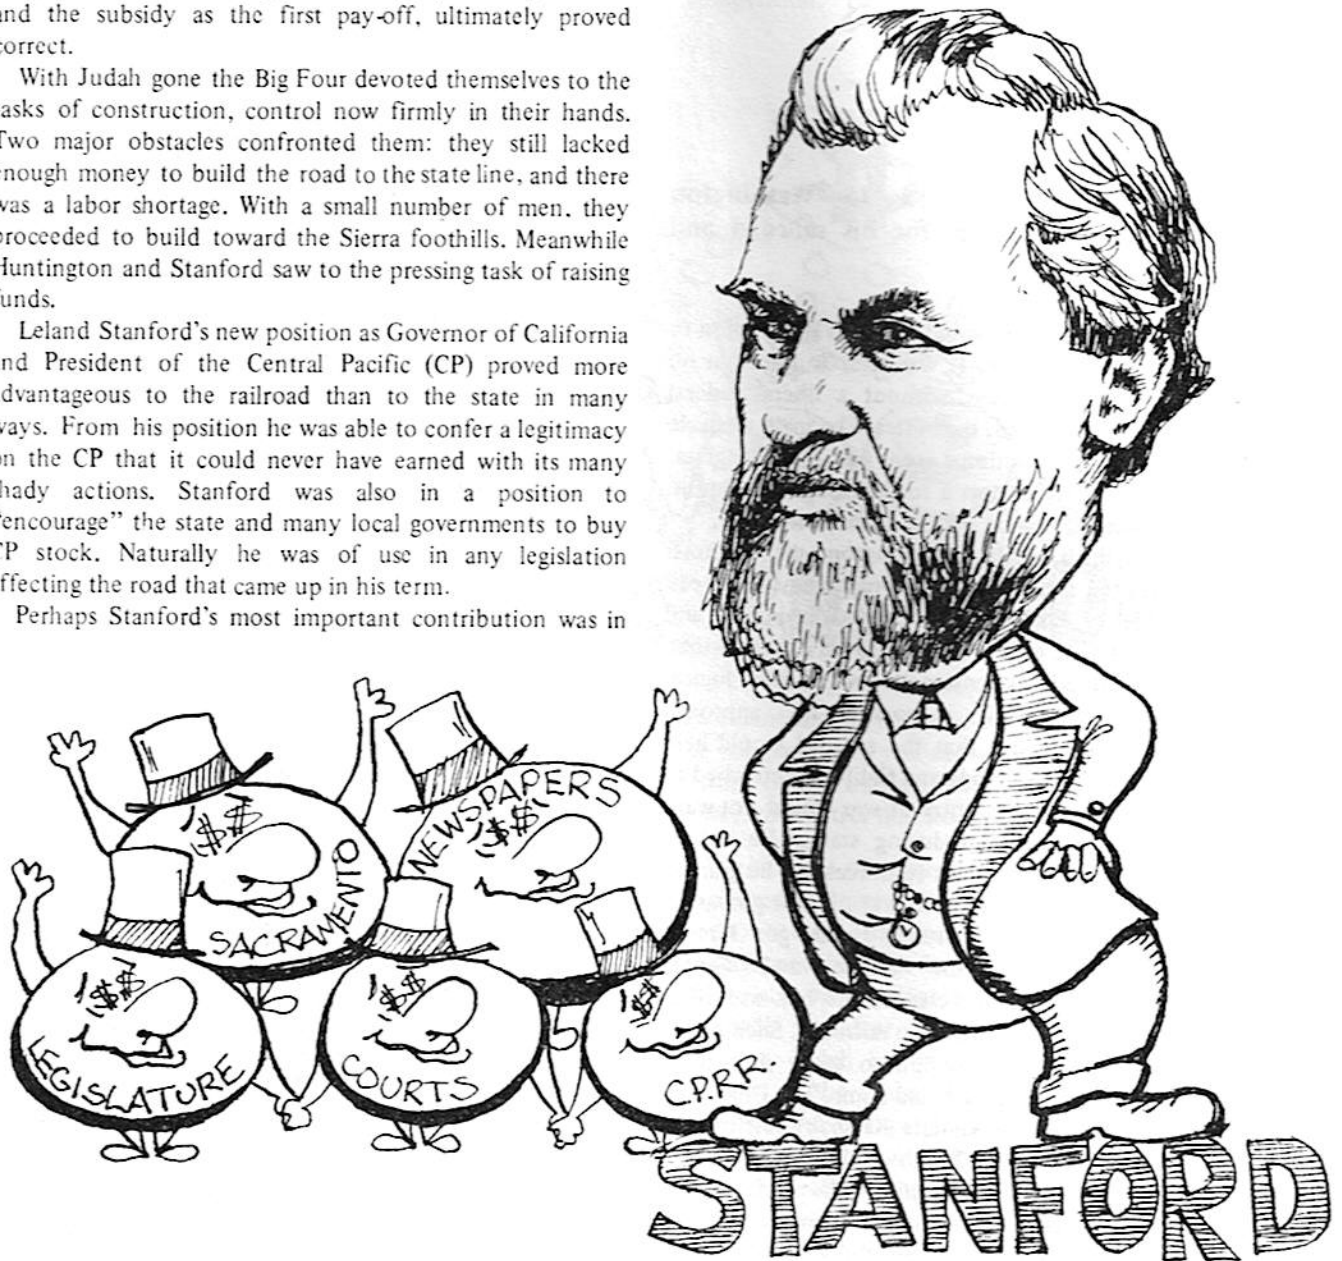 and the subsidy as the first pay-off, ultimately proved
correct.
With Judah gone the Big Four devoted themselves to the
tasks of construction, control now firmly in their hands.
Two major obstacles confronted them: they still lacked
enough money to build the road to the state line, and there
was a labor shortage. With a small number of men, they
proceeded to build toward the Sierra foothills. Meanwhile
Huntington and Stanford saw to the pressing task of raising
funds.
Leland Stanford's new position as Governor of California
and President of the Central Pacific (CP) proved more
advantageous to the railroad than to the state in many
ways. From his position he was able to confer a legitimacy
on the CP that it could never have earned with its many
shady actions. Stanford was also in a position to
"encourage" the state and many local governments to buy
CP stock. Naturally he was of use in any legislation
affecting the road that came up in his term.
Perhaps Stanford's most important contribution was in
$$
SACRAMENTO
NEWSPAPERS
$$
$$
LEGISLATURE
$$
COURTS
$$
C.P.R.R.
STANFORD